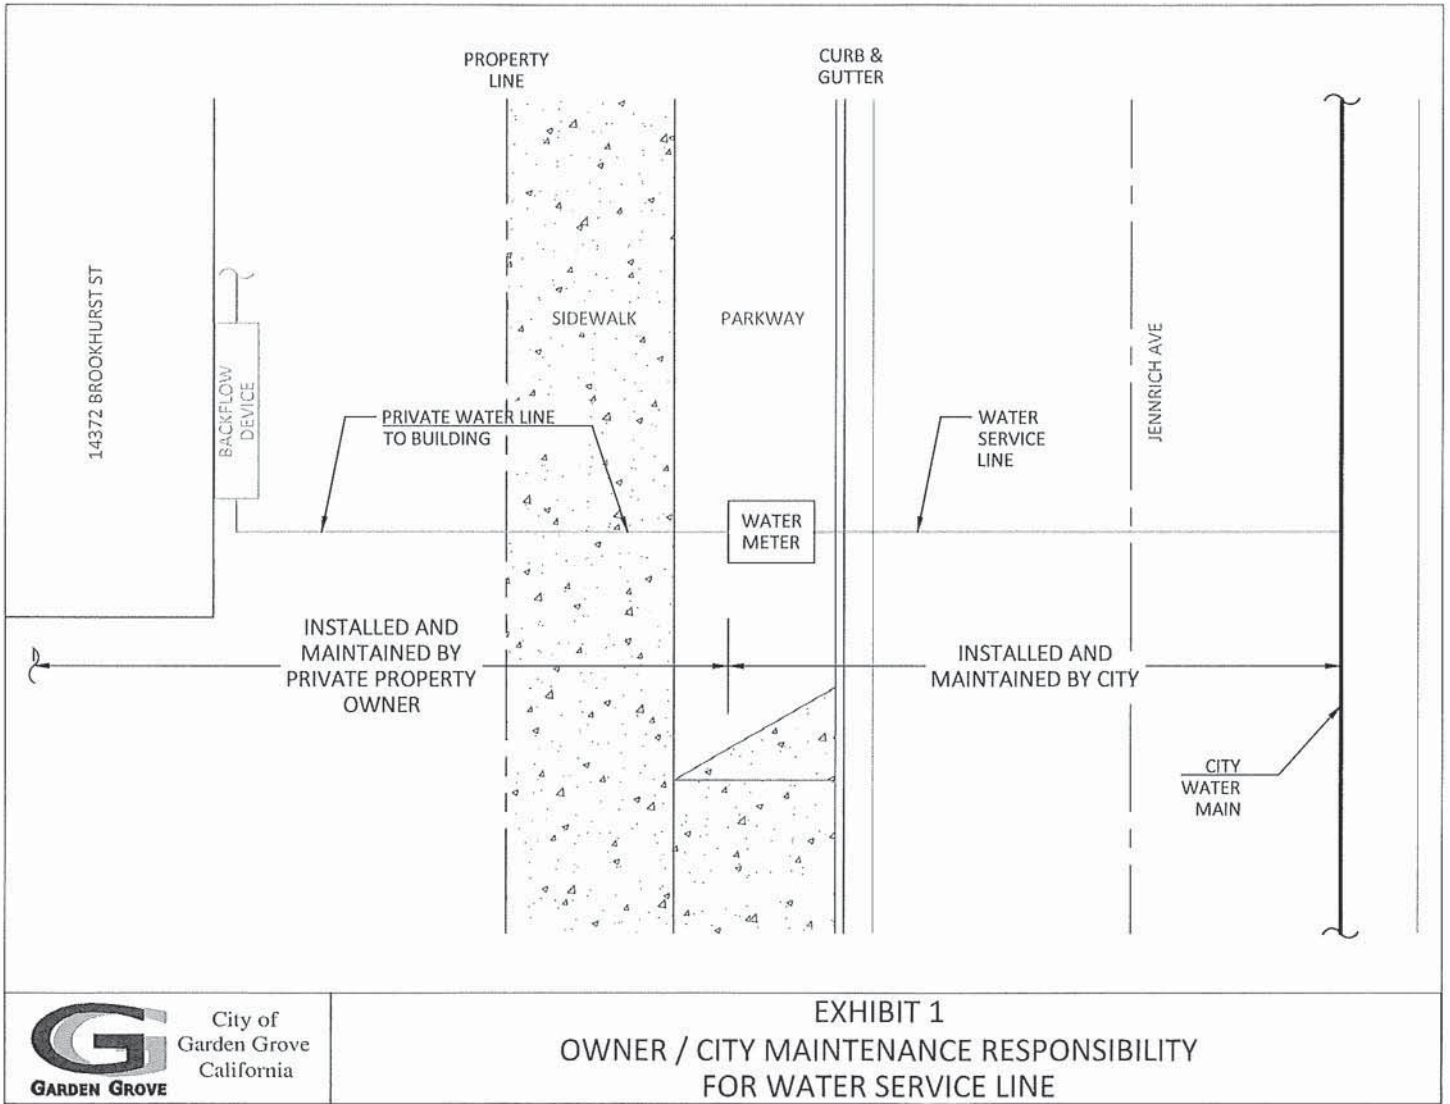 PROPERTY
LINE
CURB &
GUTTER
14372 BROOKHURST ST
BACKFLOW
DEVICE
SIDEWALK
PARKWAY
JENNRICH AVE
PRIVATE WATER LINE
TO BUILDING
WATER
SERVICE
LINE
WATER
METER
INSTALLED AND
MAINTAINED BY
PRIVATE PROPERTY
OWNER
INSTALLED AND
MAINTAINED BY CITY
CITY
WATER
MAIN
GARDEN GROVE
City of
Garden Grove
California
EXHIBIT 1
OWNER / CITY MAINTENANCE RESPONSIBILITY
FOR WATER SERVICE LINE